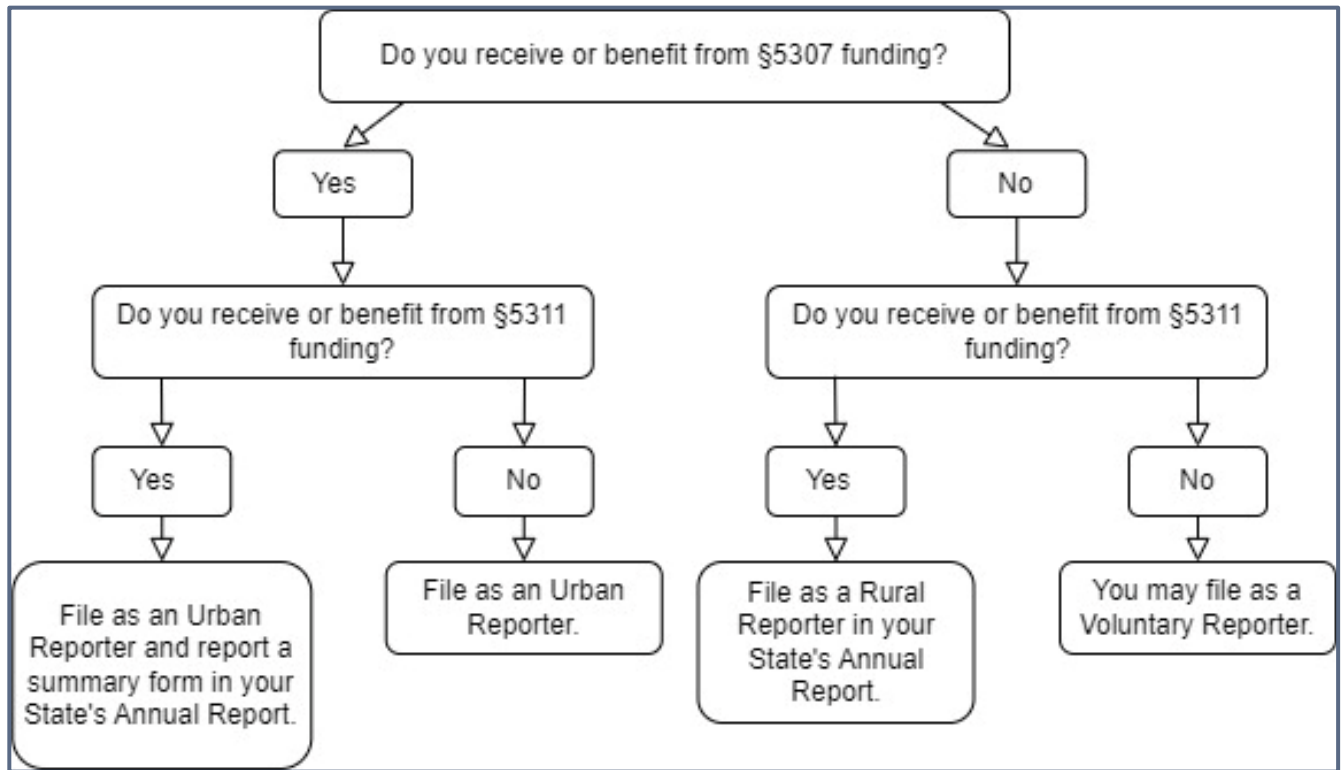 Do you receive or benefit from §5307 funding?
Yes
No
Do you receive or benefit from §5311
funding?
Do you receive or benefit from §5311
funding?
Yes
No
Yes
No
File as an Urban
Reporter and report a
summary form in your
State's Annual Report.
File as an Urban
Reporter.
File as a Rural
Reporter in your
State's Annual
Report.
You may file as a
Voluntary Reporter.